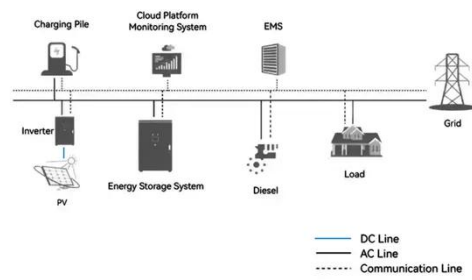 Cloud Platform
Monitoring System
EMS
Charging Pile
Grid
Inverter
Load
Energy Storage System
Diesel
PV
DC Line
AC Line
Communication Line